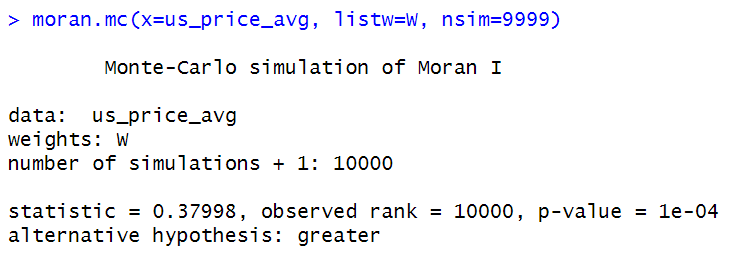 > moran.mc(x=us_price_avg, listw=W, nsim=9999)
Monte-Carlo simulation of Moran I
data:  us_price_avg
weights: W
number of simulations + 1: 10000
statistic = 0.37998, observed rank = 10000, p-value = 1e-04
alternative hypothesis: greater